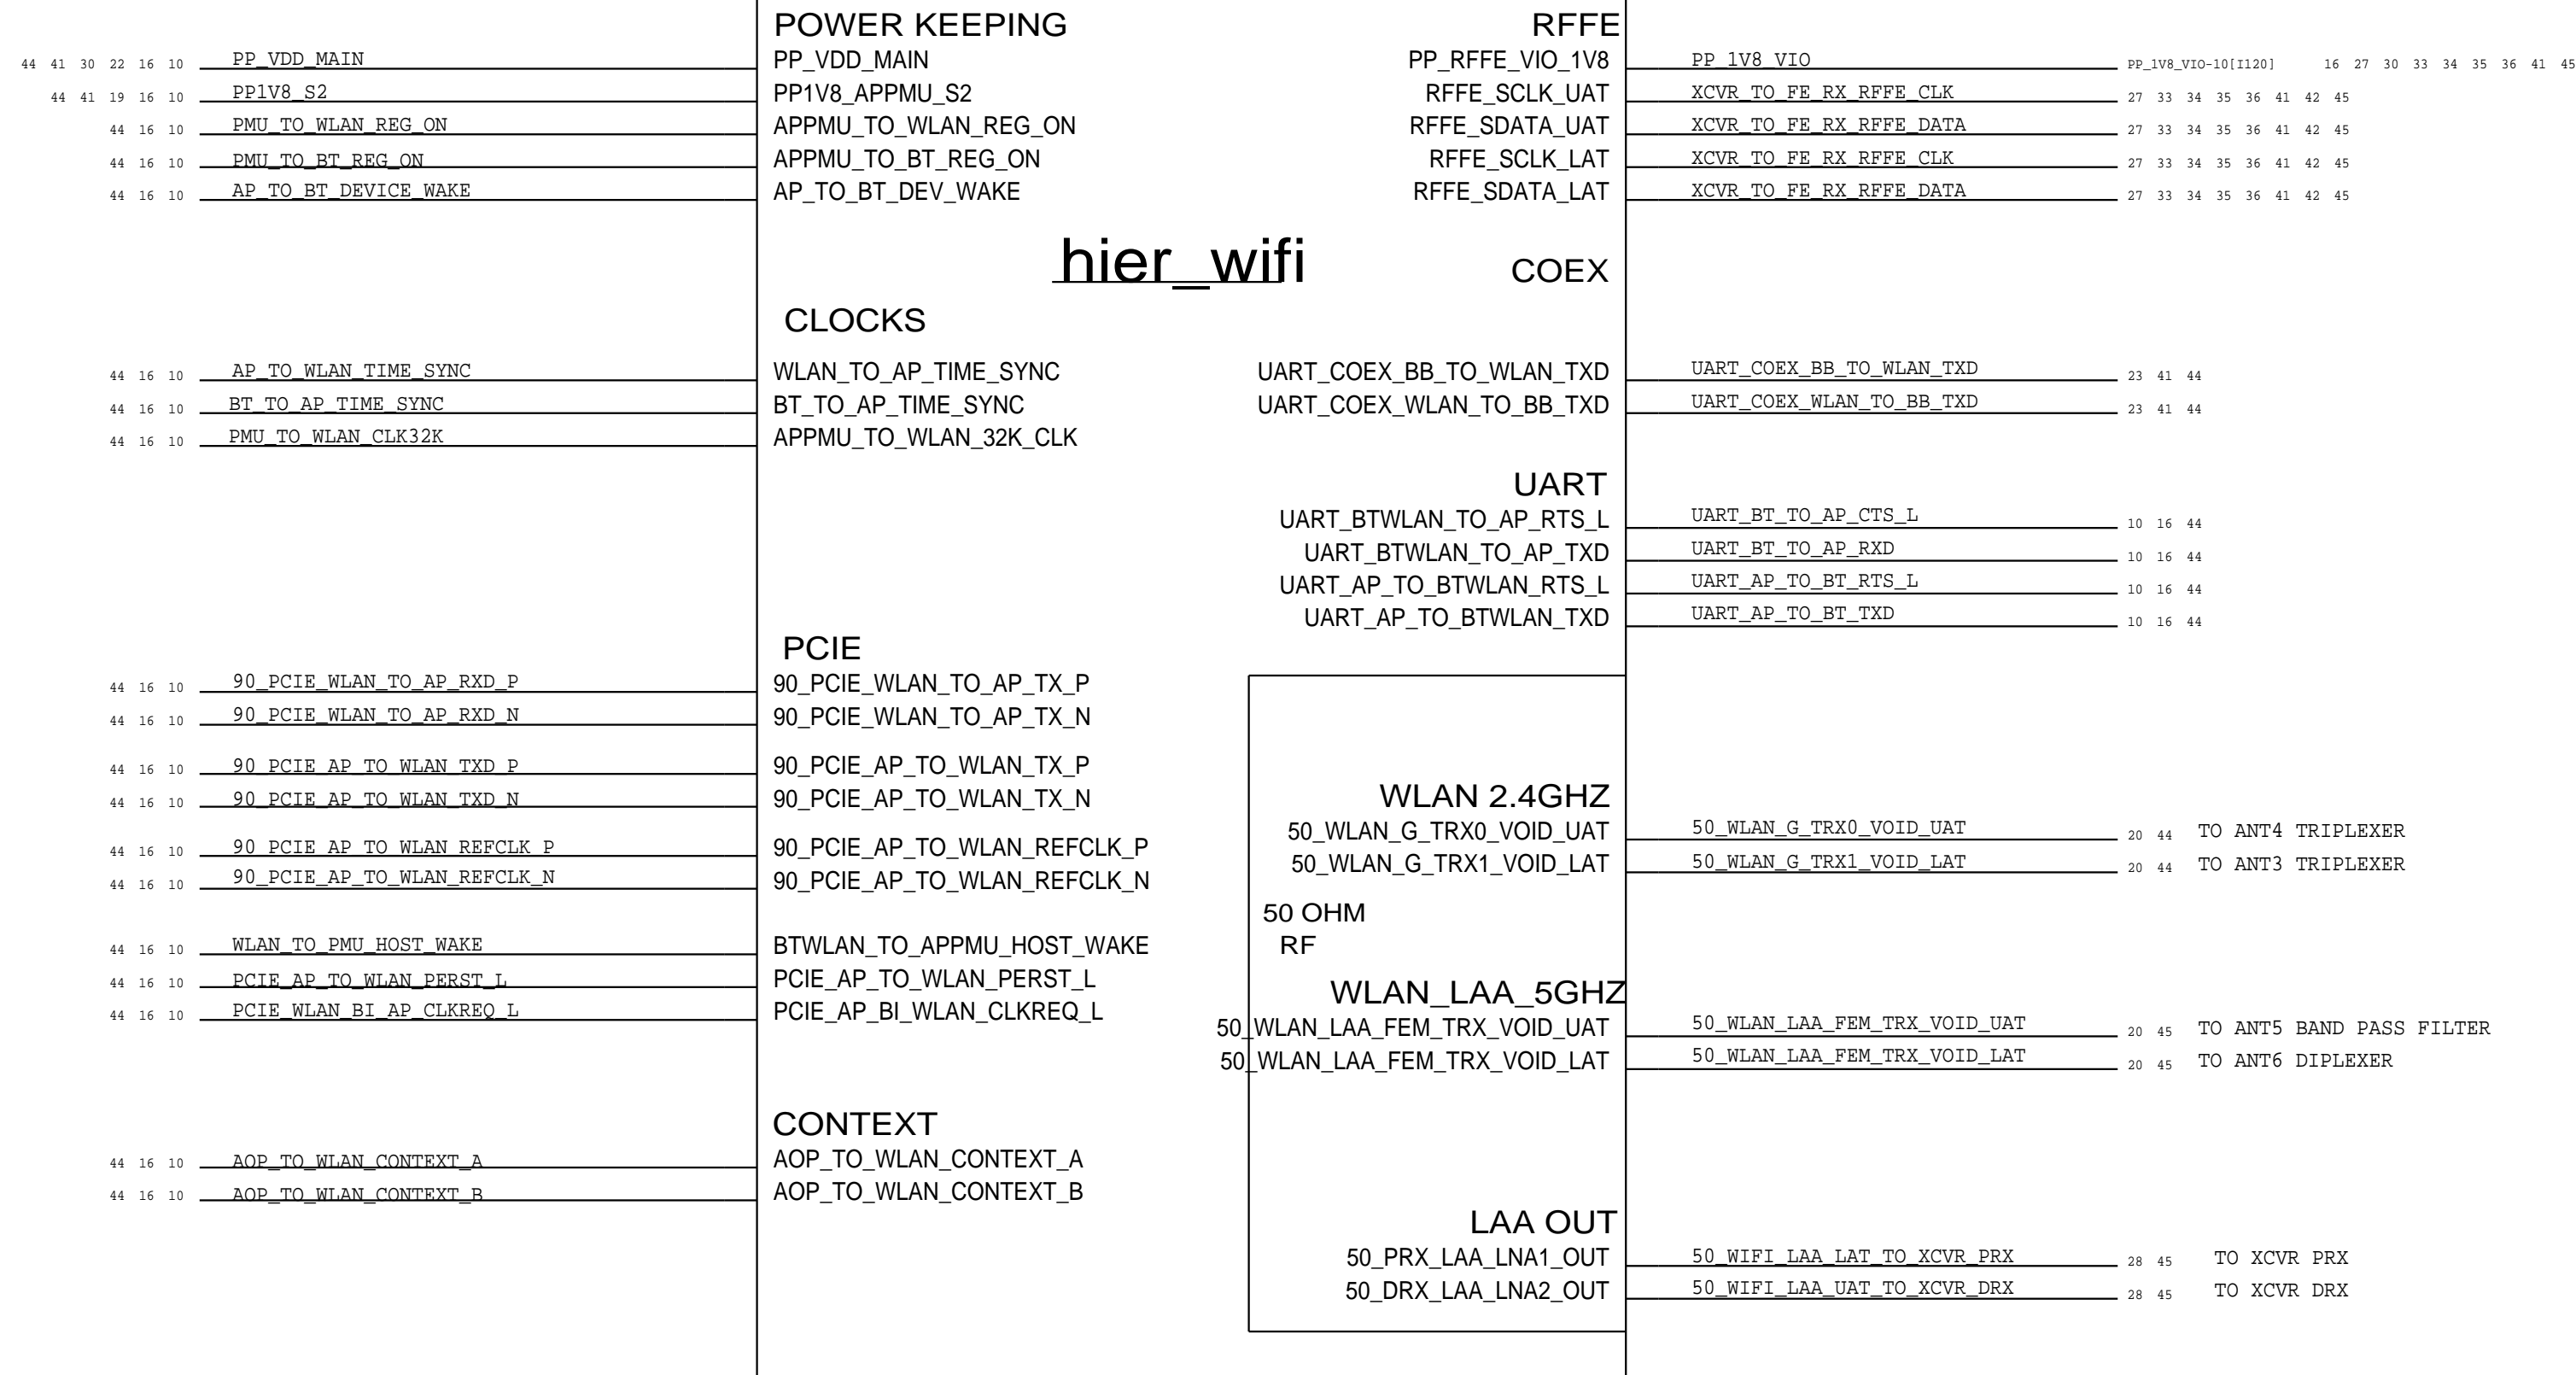 POWER KEEPING RFFE
44 41 30 22 16 10 PP_VDD_MAIN PP_VDD_MAIN PP_RFFE_VIO_1V8 PP_1V8_VIO PP_1V8_VIO-10[I120] 16 27 30 33 34 35 36 41 45
44 41 19 16 10 PP1V8_S2 PP1V8_APPMU_S2 RFFE_SCLK_UAT XCVR_TO_FE_RX_RFFE_CLK 27 33 34 35 36 41 42 45
44 16 10 PMU_TO_WLAN_REG_ON APPMU_TO_WLAN_REG_ON RFFE_SDATA_UAT XCVR_TO_FE_RX_RFFE_DATA 27 33 34 35 36 41 42 45
44 16 10 PMU_TO_BT_REG_ON APPMU_TO_BT_REG_ON RFFE_SCLK_LAT XCVR_TO_FE_RX_RFFE_CLK 27 33 34 35 36 41 42 45
44 16 10 AP_TO_BT_DEVICE_WAKE AP_TO_BT_DEV_WAKE RFFE_SDATA_LAT XCVR_TO_FE_RX_RFFE_DATA 27 33 34 35 36 41 42 45
hier_wifi COEX
CLOCKS
44 16 10 AP_TO_WLAN_TIME_SYNC WLAN_TO_AP_TIME_SYNC UART_COEX_BB_TO_WLAN_TXD UART_COEX_BB_TO_WLAN_TXD 23 41 44
44 16 10 BT_TO_AP_TIME_SYNC BT_TO_AP_TIME_SYNC UART_COEX_WLAN_TO_BB_TXD UART_COEX_WLAN_TO_BB_TXD 23 41 44
44 16 10 PMU_TO_WLAN_CLK32K APPMU_TO_WLAN_32K_CLK
UART
UART_BTWLAN_TO_AP_RTS_L UART_BT_TO_AP_CTS_L 10 16 44
UART_BTWLAN_TO_AP_TXD UART_BT_TO_AP_RXD 10 16 44
UART_AP_TO_BTWLAN_RTS_L UART_AP_TO_BT_RTS_L 10 16 44
UART_AP_TO_BTWLAN_TXD UART_AP_TO_BT_TXD 10 16 44
PCIE
44 16 10 90_PCIE_WLAN_TO_AP_RXD_P 90_PCIE_WLAN_TO_AP_TX_P
44 16 10 90_PCIE_WLAN_TO_AP_RXD_N 90_PCIE_WLAN_TO_AP_TX_N
44 16 10 90_PCIE_AP_TO_WLAN_TXD_P 90_PCIE_AP_TO_WLAN_TX_P
44 16 10 90_PCIE_AP_TO_WLAN_TXD_N 90_PCIE_AP_TO_WLAN_TX_N WLAN 2.4GHZ
50_WLAN_G_TRX0_VOID_UAT 50_WLAN_G_TRX0_VOID_UAT 20 44 TO ANT4 TRIPLEXER
44 16 10 90_PCIE_AP_TO_WLAN_REFCLK_P 90_PCIE_AP_TO_WLAN_REFCLK_P
50_WLAN_G_TRX1_VOID_LAT 50_WLAN_G_TRX1_VOID_LAT 20 44 TO ANT3 TRIPLEXER
44 16 10 90_PCIE_AP_TO_WLAN_REFCLK_N 90_PCIE_AP_TO_WLAN_REFCLK_N
50 OHM
44 16 10 WLAN_TO_PMU_HOST_WAKE BTWLAN_TO_APPMU_HOST_WAKE RF
44 16 10 PCIE_AP_TO_WLAN_PERST_L PCIE_AP_TO_WLAN_PERST_L
WLAN_LAA_5GHZ
44 16 10 PCIE_WLAN_BI_AP_CLKREQ_L PCIE_AP_BI_WLAN_CLKREQ_L
50_WLAN_LAA_FEM_TRX_VOID_UAT 50_WLAN_LAA_FEM_TRX_VOID_UAT 20 45 TO ANT5 BAND PASS FILTER
50_WLAN_LAA_FEM_TRX_VOID_LAT 50_WLAN_LAA_FEM_TRX_VOID_LAT 20 45 TO ANT6 DIPLEXER
CONTEXT
44 16 10 AOP_TO_WLAN_CONTEXT_A AOP_TO_WLAN_CONTEXT_A
44 16 10 AOP_TO_WLAN_CONTEXT_B AOP_TO_WLAN_CONTEXT_B
LAA OUT
50_PRX_LAA_LNA1_OUT 50_WIFI_LAA_LAT_TO_XCVR_PRX 28 45 TO XCVR PRX
50_DRX_LAA_LNA2_OUT 50_WIFI_LAA_UAT_TO_XCVR_DRX 28 45 TO XCVR DRX